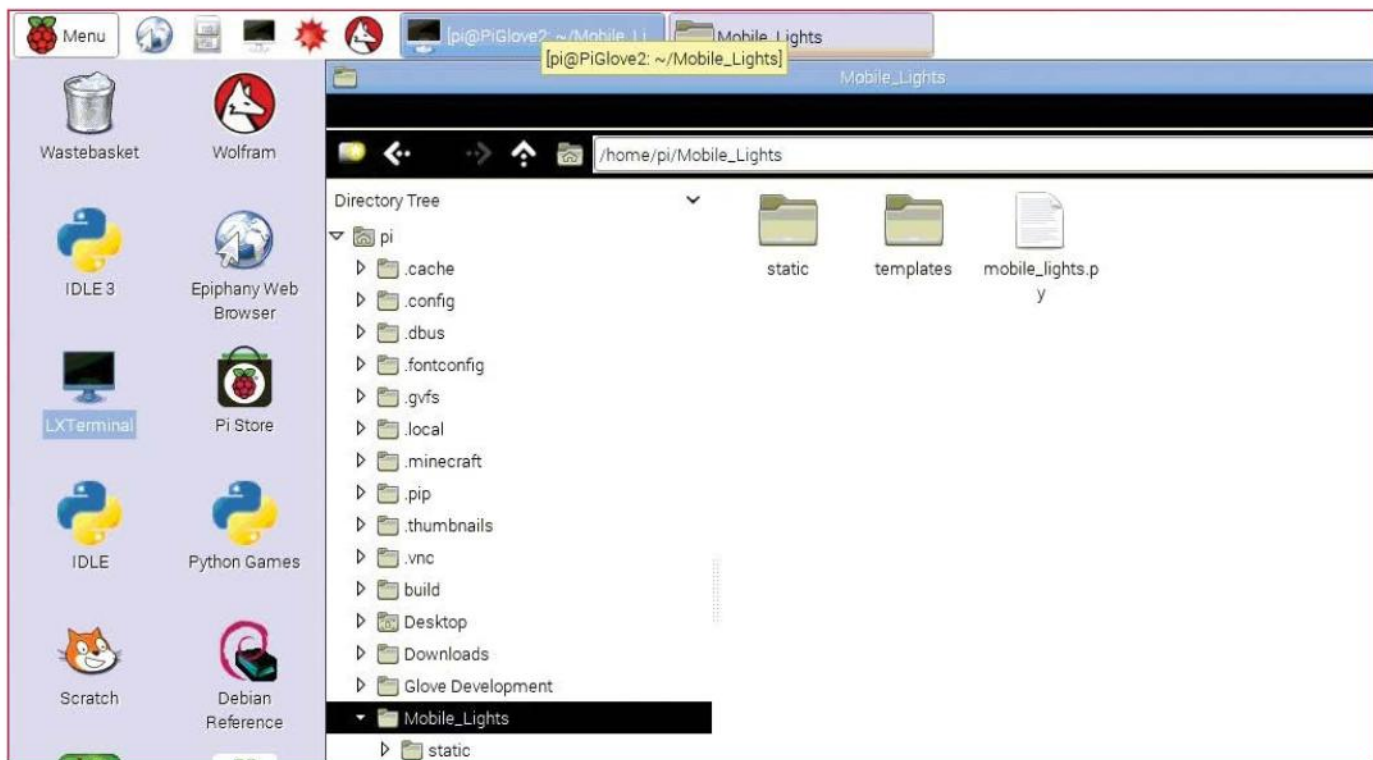 Menu
[pi@PiGlove2: ~/Mobile_Li
Mobile_Lights
[pi@PiGlove2: ~/Mobile_Lights]
Mobile_Lights
Wastebasket
Wolfram
IDLE 3
Epiphany Web
Browser
LXTerminal
Pi Store
IDLE
Python Games
Scratch
Debian
Reference
/home/pi/Mobile_Lights
Directory Tree
pi
.cache
.config
.dbus
.fontconfig
.gvfs
.local
.minecraft
.pip
.thumbnails
.vnc
build
Desktop
Downloads
Glove Development
Mobile_Lights
static
static
templates
mobile_lights.p
y